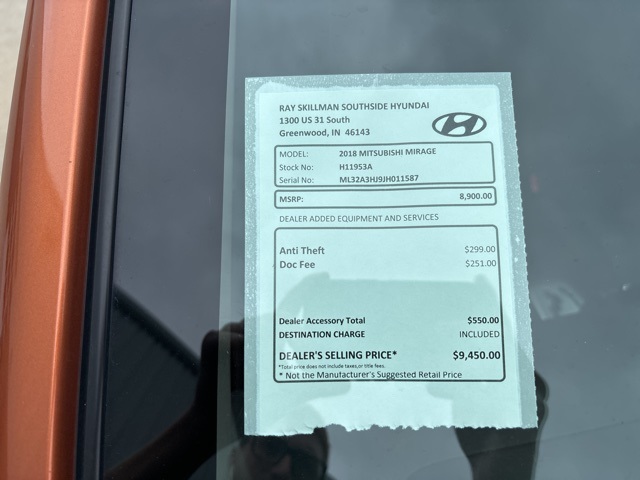 RAY SKILLMAN SOUTHSIDE HYUNDAI
1300 US 31 South
Greenwood, IN 46143
MODEL: 2018 MITSUBISHI MIRAGE
Stock No: H11953A
Serial No: ML32A3HJ9JH011587
MSRP: 8,900.00
DEALER ADDED EQUIPMENT AND SERVICES
Anti Theft $299.00
Doc Fee $251.00
Dealer Accessory Total $550.00
DESTINATION CHARGE INCLUDED
DEALER'S SELLING PRICE* $9,450.00
*Total price does not include taxes,or title fees.
* Not the Manufacturer's Suggested Retail Price